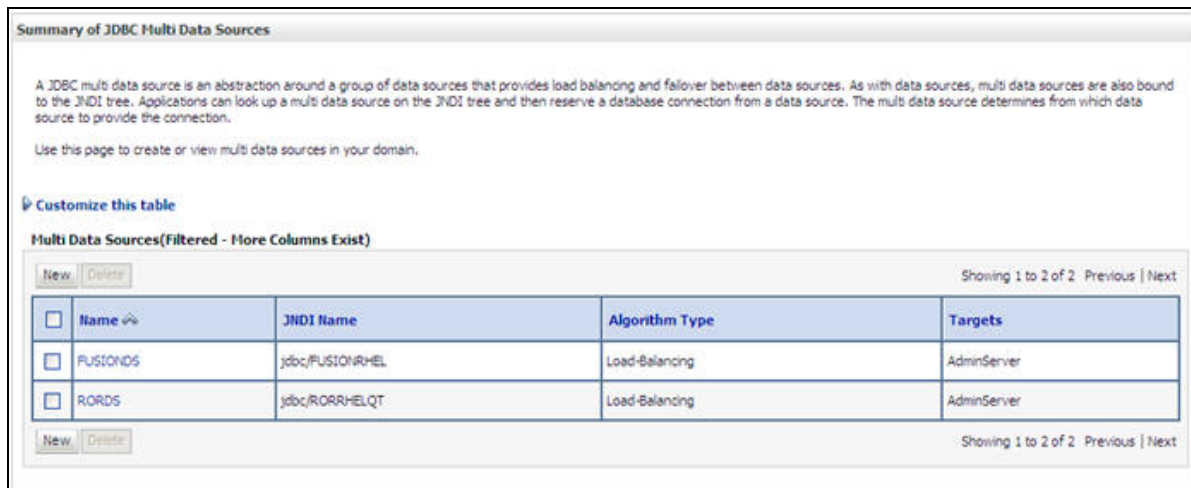 Summary of JDBC Multi Data Sources
A JDBC multi data source is an abstraction around a group of data sources that provides load balancing and failover between data sources. As with data sources, multi data sources are also bound
to the JNDI tree. Applications can look up a multi data source on the JNDI tree and then reserve a database connection from a data source. The multi data source determines from which data
source to provide the connection.
Use this page to create or view multi data sources in your domain.
Customize this table
Multi Data Sources(Filtered - More Columns Exist)
New Delete Showing 1 to 2 of 2 Previous | Next
Name JNDI Name Algorithm Type Targets
FUSIONDS jdbc/FUSIONRHEL Load-Balancing AdminServer
RORDS jdbc/RORRHELQT Load-Balancing AdminServer
New Delete Showing 1 to 2 of 2 Previous | Next